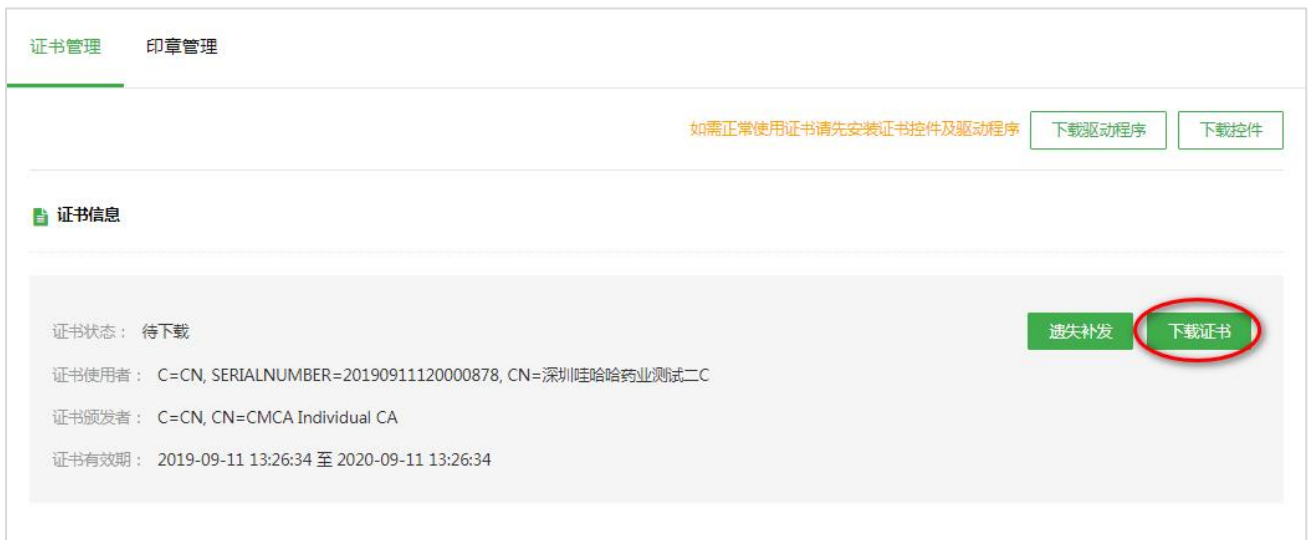 证书管理 印章管理
如需正常使用证书请先安装证书控件及驱动程序 下载驱动程序 下载控件
证书信息
证书状态： 待下载 遗失补发 下载证书
证书使用者： C=CN, SERIALNUMBER=20190911120000878, CN=深圳哇哈哈药业测试二C
证书颁发者： C=CN, CN=CMCA Individual CA
证书有效期： 2019-09-11 13:26:34 至 2020-09-11 13:26:34